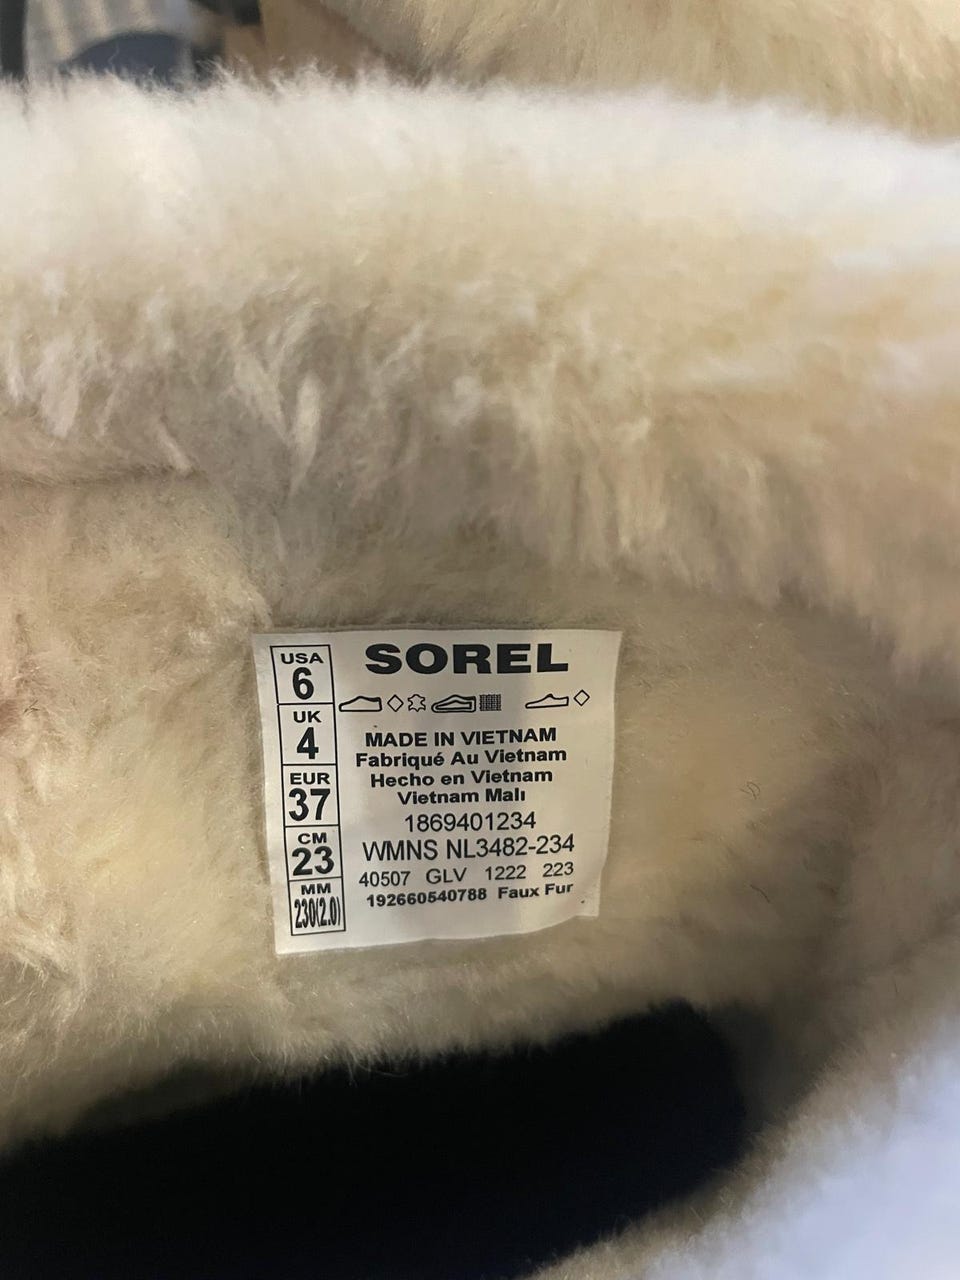 USA
6
UK
4
EUR
37
CM
23
MM
230(2.0)
SOREL
MADE IN VIETNAM
Fabriqué Au Vietnam
Hecho en Vietnam
Vietnam Malı
1869401234
WMNS NL3482-234
40507 GLV 1222 223
192660540788 Faux Fur